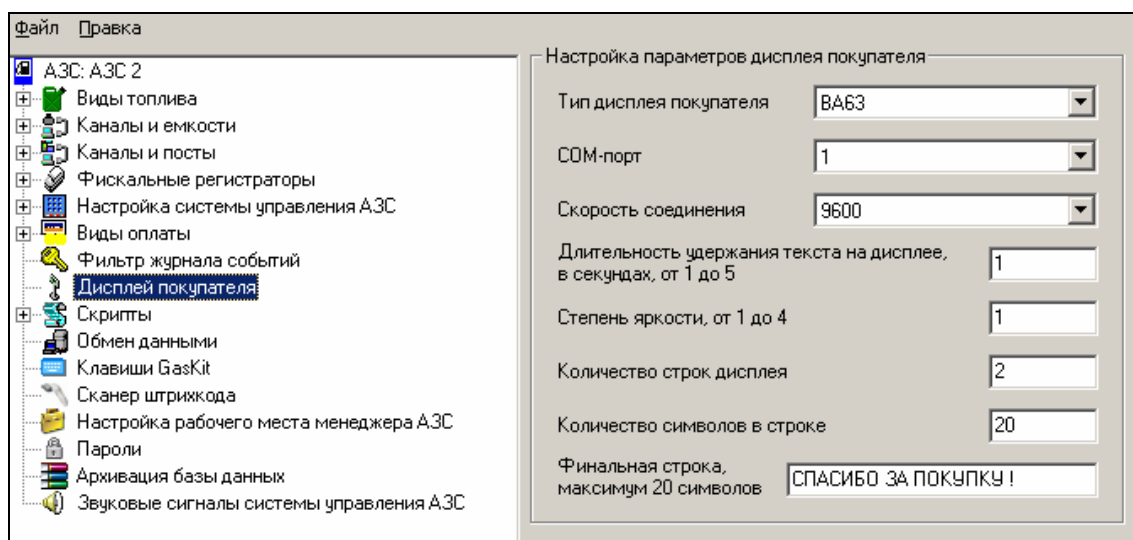 Файл Правка
АЗС: АЗС 2
Виды топлива
Каналы и емкости
Каналы и посты
Фискальные регистраторы
Настройка системы управления АЗС
Виды оплаты
Фильтр журнала событий
Дисплей покупателя
Скрипты
Обмен данными
Клавиши GasKit
Сканер штрихкода
Настройка рабочего места менеджера АЗС
Пароли
Архивация базы данных
Звуковые сигналы системы управления АЗС
Настройка параметров дисплея покупателя
Тип дисплея покупателя BA63
COM-порт 1
Скорость соединения 9600
Длительность удержания текста на дисплее,
в секундах, от 1 до 5 1
Степень яркости, от 1 до 4 1
Количество строк дисплея 2
Количество символов в строке 20
Финальная строка,
максимум 20 символов СПАСИБО ЗА ПОКУПКУ !